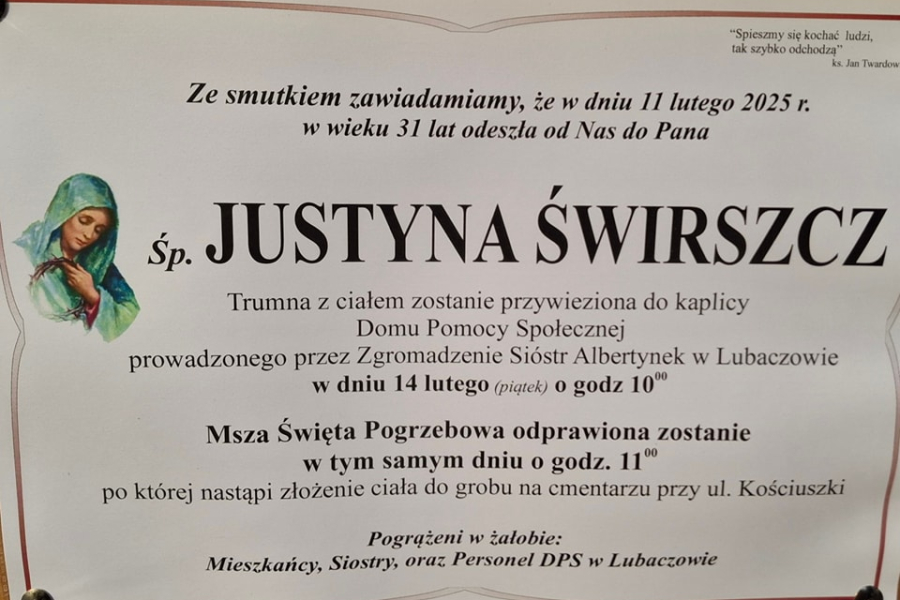 “Spieszmy się kochać ludzi,
tak szybko odchodzą”
ks. Jan Twardow
Ze smutkiem zawiadamiamy, że w dniu 11 lutego 2025 r.
w wieku 31 lat odeszła od Nas do Pana
Śp. JUSTYNA ŚWIRSZCZ
Trumna z ciałem zostanie przywieziona do kaplicy
Domu Pomocy Społecznej
prowadzonego przez Zgromadzenie Sióstr Albertynek w Lubaczowie
w dniu 14 lutego (piątek) o godz 10⁰⁰
Msza Święta Pogrzebowa odprawiona zostanie
w tym samym dniu o godz. 11⁰⁰
po której nastąpi złożenie ciała do grobu na cmentarzu przy ul. Kościuszki
Pogrążeni w żałobie:
Mieszkańcy, Siostry, oraz Personel DPS w Lubaczowie